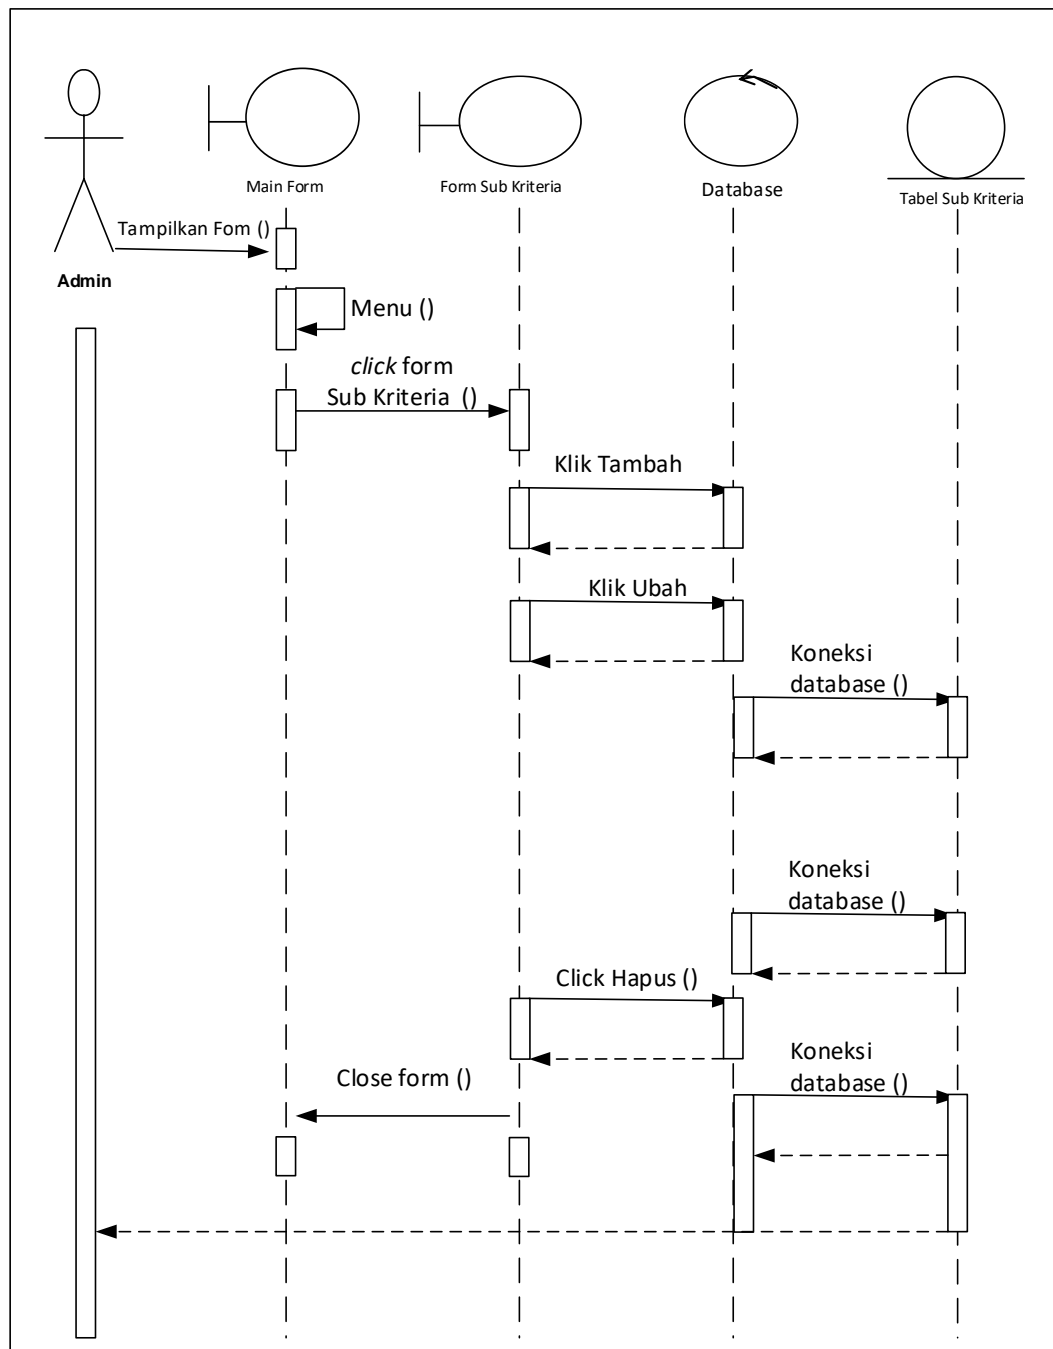 Main Form
Form Sub Kriteria
Database
Tabel Sub Kriteria
Tampilkan Fom ()
Admin
Menu ()
click form
Sub Kriteria ()
Klik Tambah
Klik Ubah
Koneksi
database ()
Koneksi
database ()
Click Hapus ()
Koneksi
database ()
Close form ()